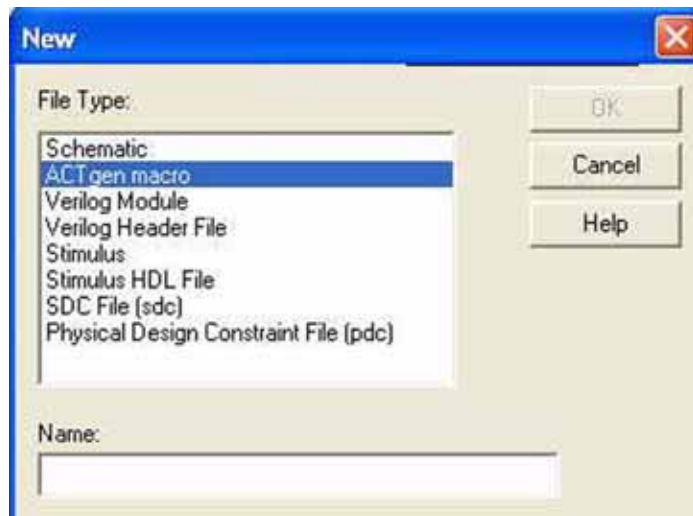 New
File Type:
Schematic
ACTgen macro
Verilog Module
Verilog Header File
Stimulus
Stimulus HDL File
SDC File (sdc)
Physical Design Constraint File (pdc)
OK
Cancel
Help
Name: